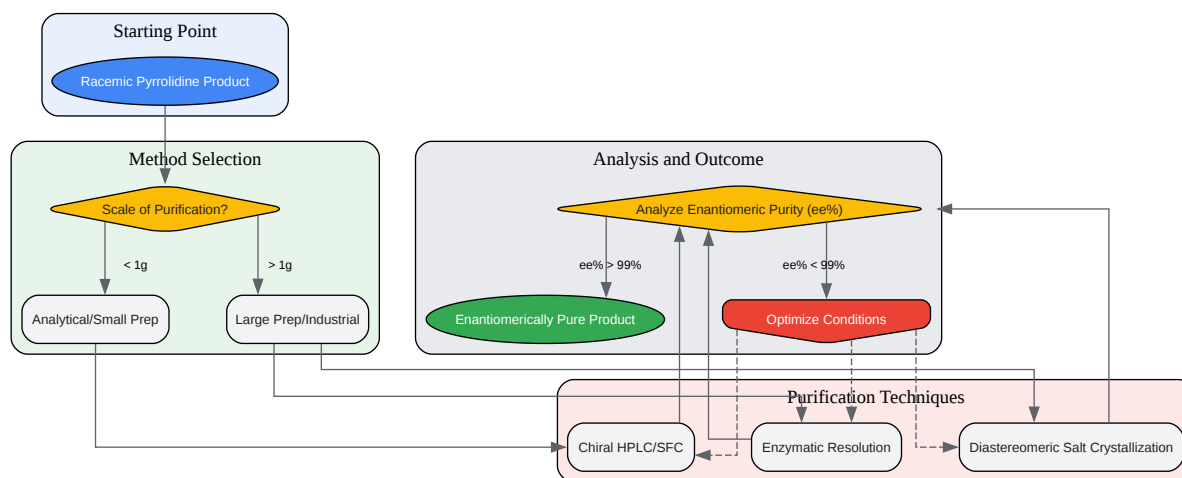 Starting Point
Racemic Pyrrolidine Product
Method Selection
Scale of Purification?
< 1g
> 1g
Analytical/Small Prep
Large Prep/Industrial
Analysis and Outcome
Analyze Enantiomeric Purity (ee%)
ee% > 99%
ee% < 99%
Enantiomerically Pure Product
Optimize Conditions
Purification Techniques
Chiral HPLC/SFC
Enzymatic Resolution
Diastereomeric Salt Crystallization